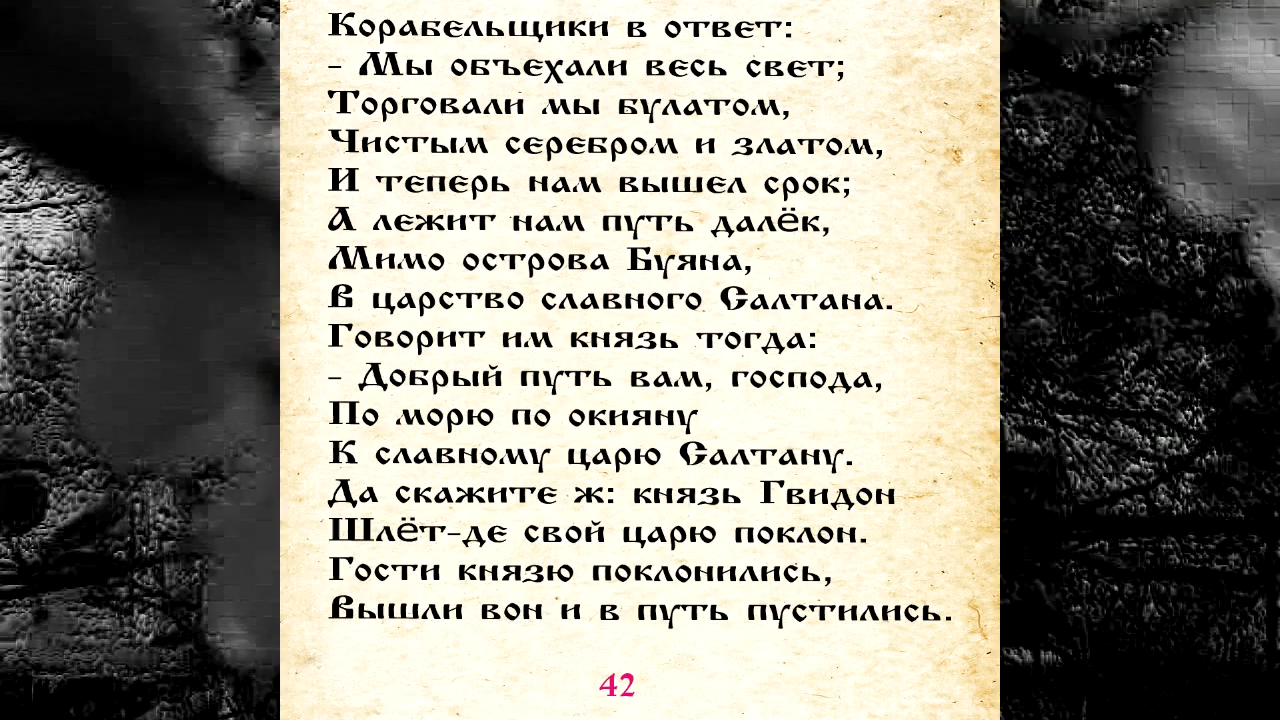 Корабельщики в ответ:
- Мы объехали весь свет;
Торговали мы булатом,
Чистым серебром и златом,
И теперь нам вышел срок;
А лежит нам путь далёк,
Мимо острова Буяна,
В царство славного Салтана.
Говорит им князь тогда:
- Добрый путь вам, господа,
По морю по окияну
К славному царю Салтану.
Да скажите ж: князь Гвидон
Шлёт-де свой царю поклон.
Гости князю поклонились,
Вышли вон и в путь пустились.
42